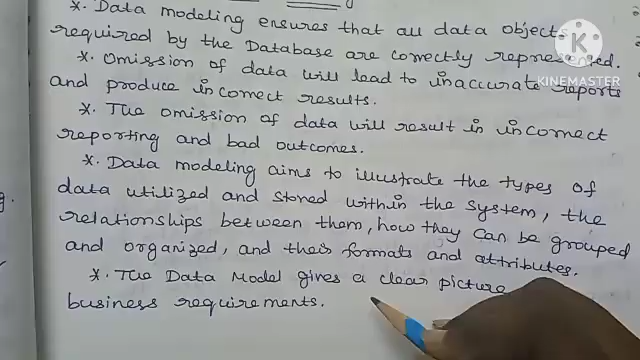 *. Data modeling ensures that all data objects
required by the Database are correctly represented.
*. Omission of data will lead to inaccurate reports
and produce incorrect results.
*. The omission of data will result in incorrect
reporting and bad outcomes.
g.
*. Data modeling aims to illustrate the types of
data utilized and stored within the system, the
relationships between them, how they can be grouped
and organized, and their formats and attributes.
*. The Data Model gives a clear picture
business requirements.
K
KINEMASTER